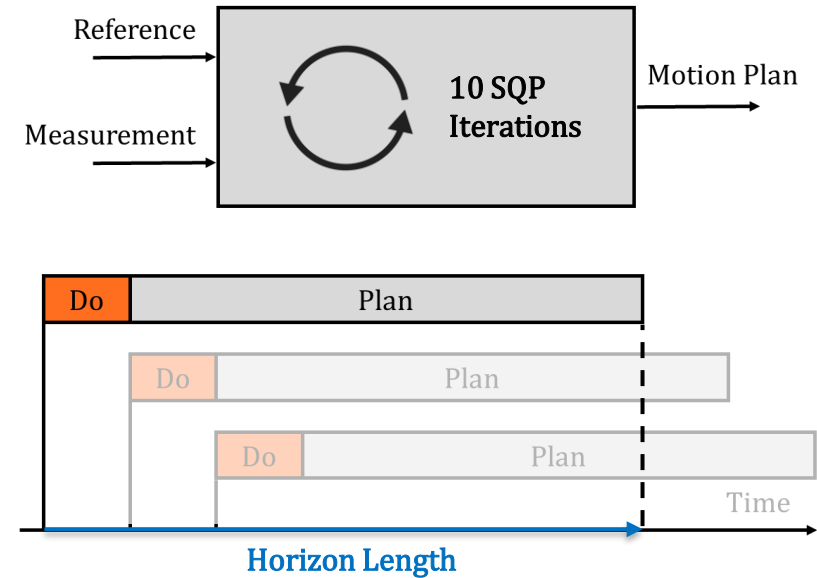 Reference
Measurement
10 SQP
Iterations
Motion Plan
Do Plan
Do Plan
Do Plan
Time
Horizon Length